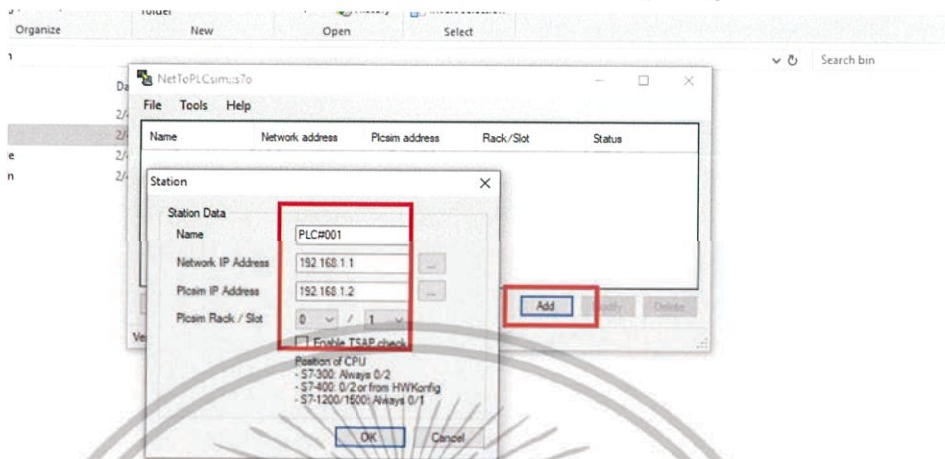 Organize New Open Select
Search bin
NetToPLCsim::s7o
File Tools Help
Name Network address Plcsim address Rack/Slot Status
Station
Station Data
Name PLC#001
Network IP Address 192.168.1.1 ...
Plcsim IP Address 192.168.1.2 ...
Plcsim Rack / Slot 0 / 1
Enable TSAP check
Position of CPU
- S7-300: Always 0/2
- S7-400: 0/2 or from HWKonfig
- S7-1200/1500: Always 0/1
OK Cancel
Add Modify Delete